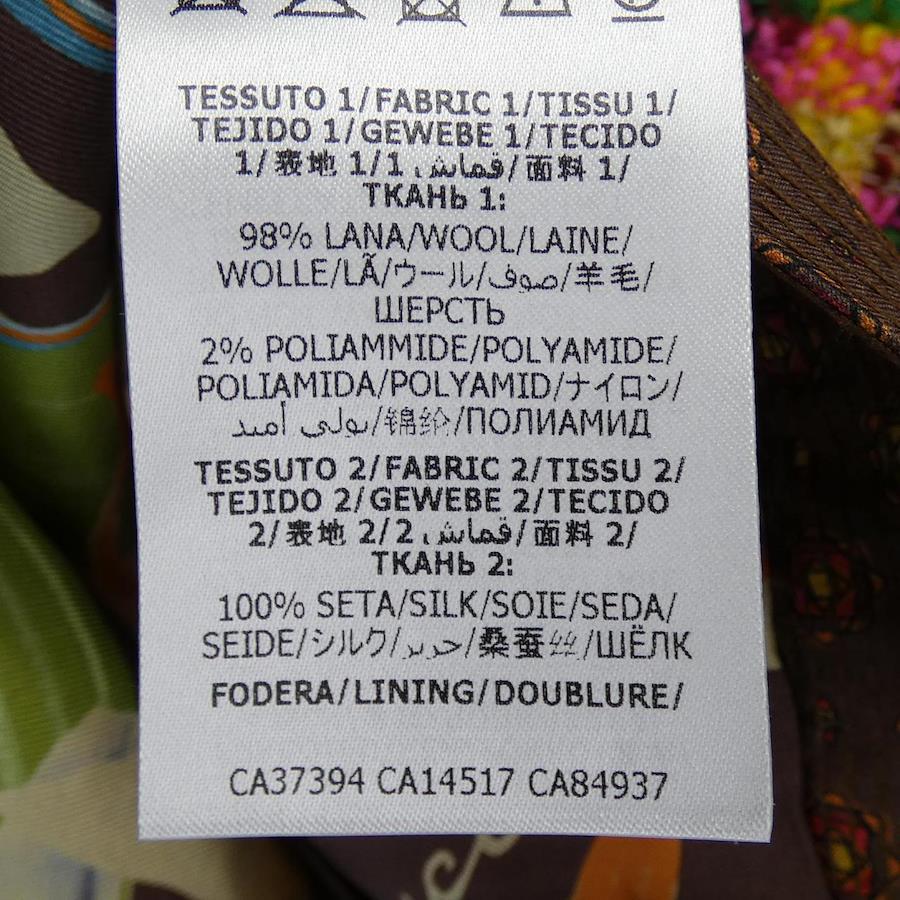 TESSUTO 1/FABRIC 1/TISSU 1/
TEJIDO 1/GEWEBE 1/TECIDO
1/表地 1/1 قماش/面料 1/
ТКАНЬ 1:
98% LANA/WOOL/LAINE/
WOLLE/LÃ/ウール/صوف/羊毛/
ШЕРСТЬ
2% POLIAMMIDE/POLYAMIDE/
POLIAMIDA/POLYAMID/ナイロン/
بولي أميد/锦纶/ПОЛИАМИД
TESSUTO 2/FABRIC 2/TISSU 2/
TEJIDO 2/GEWEBE 2/TECIDO
2/表地 2/2 قماش/面料 2/
ТКАНЬ 2:
100% SETA/SILK/SOIE/SEDA/
SEIDE/シルク/حرير/桑蚕丝/ШЁЛК
FODERA/LINING/DOUBLURE/
CA37394 CA14517 CA84937